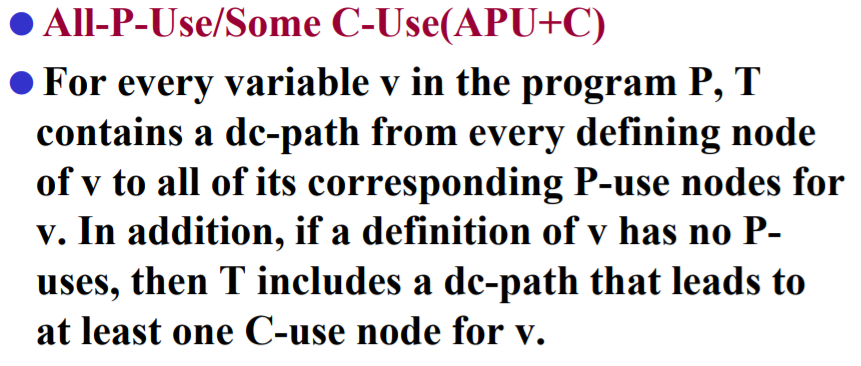 All-P-Use/Some C-Use(APU+C)
For every variable v in the program P, T
contains a dc-path from every defining node
of v to all of its corresponding P-use nodes for
v. In addition, if a definition of v has no P-
uses, then T includes a dc-path that leads to
at least one C-use node for v.